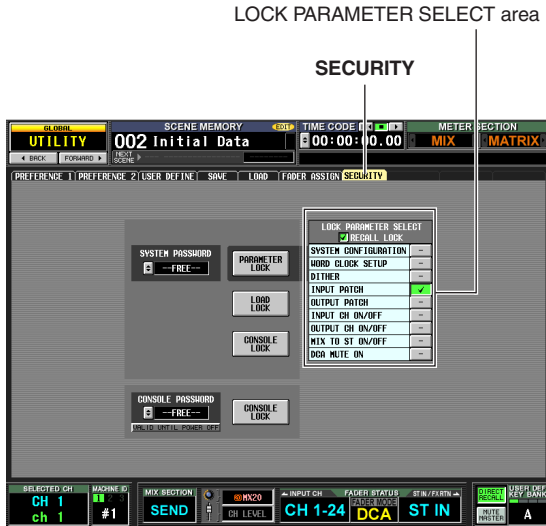 LOCK PARAMETER SELECT area
SECURITY
GLOBAL
UTILITY
BACK FORWARD
SCENE MEMORY EDIT
002 Initial Data
NEXT SCENE
TIME CODE
00:00:00.00
METER SECTION
MIX MATRIX
PREFERENCE 1 PREFERENCE 2 USER DEFINE SAVE LOAD FADER ASSIGN SECURITY
SYSTEM PASSWORD
--FREE--
PARAMETER LOCK
LOAD LOCK
CONSOLE LOCK
LOCK PARAMETER SELECT
RECALL LOCK
SYSTEM CONFIGURATION –
WORD CLOCK SETUP –
DITHER –
INPUT PATCH ✓
OUTPUT PATCH –
INPUT CH ON/OFF –
OUTPUT CH ON/OFF –
MIX TO ST ON/OFF –
DCA MUTE ON –
CONSOLE PASSWORD
--FREE--
VALID UNTIL POWER OFF
CONSOLE LOCK
SELECTED CH
CH 1
ch 1
MACHINE ID
1 2 3
#1
MIX SECTION
SEND
MX20
CH LEVEL
INPUT CH FADER STATUS ST IN/FXRTN
CH 1-24
FADER MODE
DCA
ST IN
DIRECT RECALL
MUTE MASTER
USER DEF
KEY BANK
A